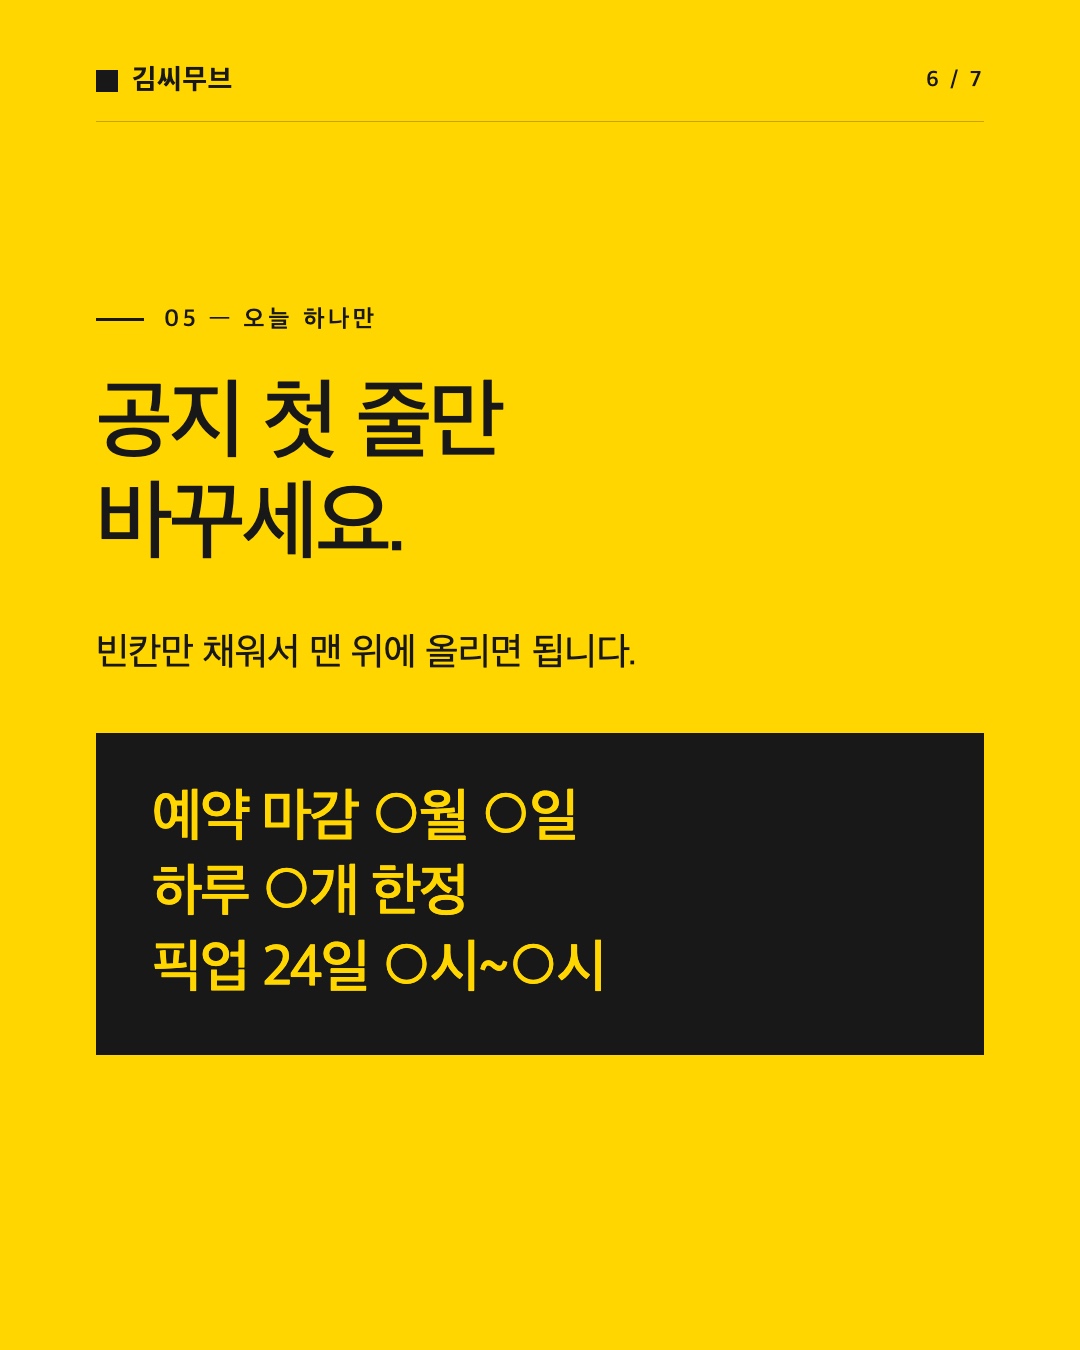 김씨무브
6 / 7
05 — 오늘 하나만
공지 첫 줄만
바꾸세요.
빈칸만 채워서 맨 위에 올리면 됩니다.
예약 마감 ○월 ○일
하루 ○개 한정
픽업 24일 ○시~○시